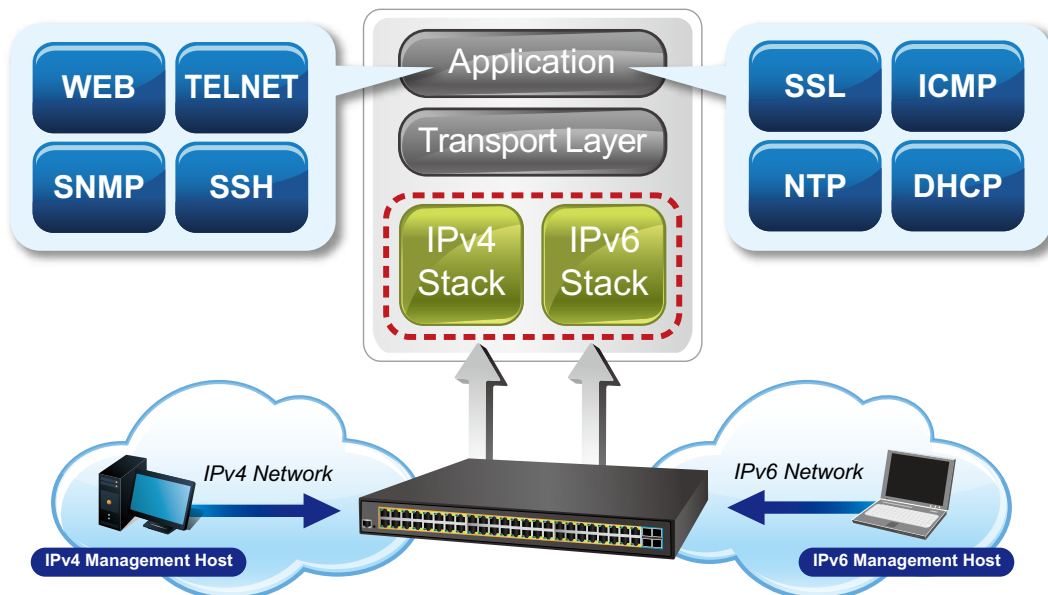 WEB
TELNET
SNMP
SSH
Application
Transport Layer
IPv4
Stack
IPv6
Stack
SSL
ICMP
NTP
DHCP
IPv4 Network
IPv4 Management Host
IPv6 Network
IPv6 Management Host